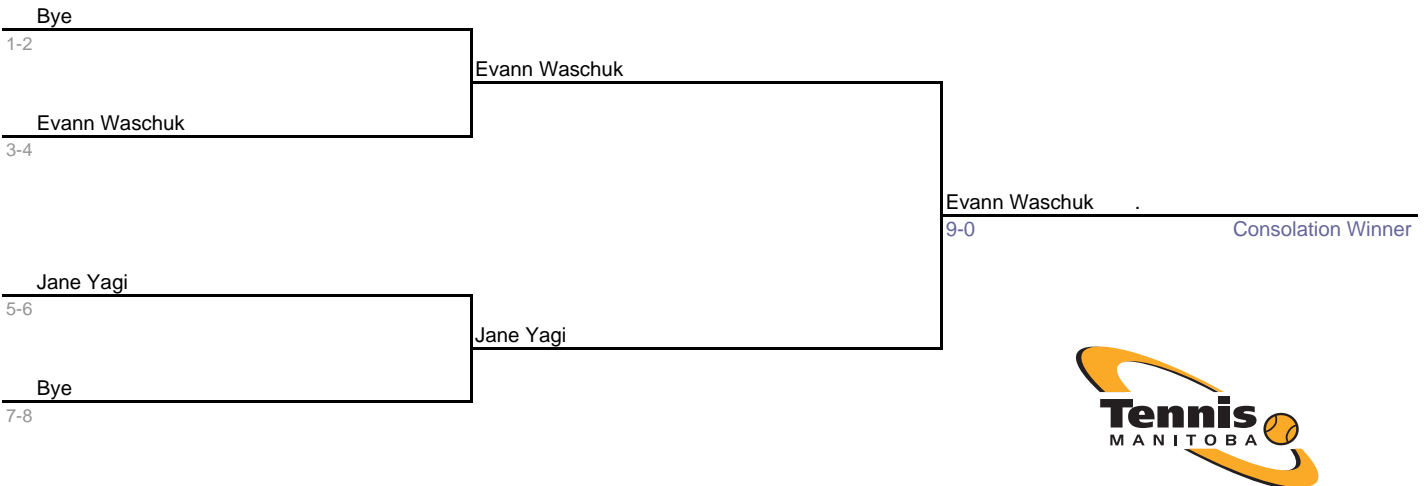 Bye
1-2
Evann Waschuk
Evann Waschuk
3-4
Evann Waschuk .
9-0 Consolation Winner
Jane Yagi
5-6
Jane Yagi
Bye
7-8
Tennis
MANITOBA